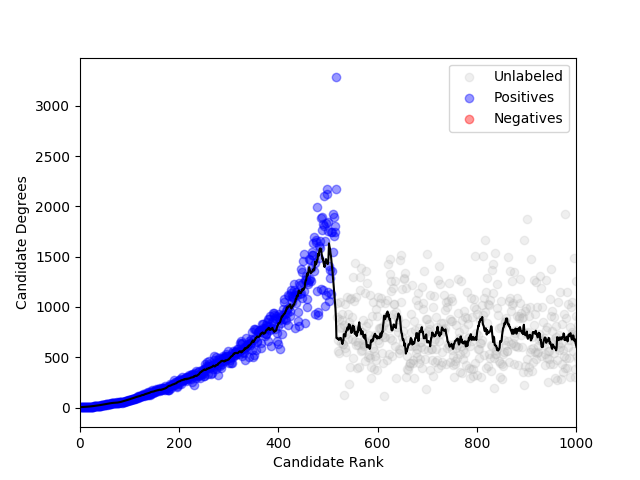 Unlabeled
Positives
Negatives
3000
2500
2000
1500
1000
500
0
Candidate Degrees
0 200 400 600 800 1000
Candidate Rank